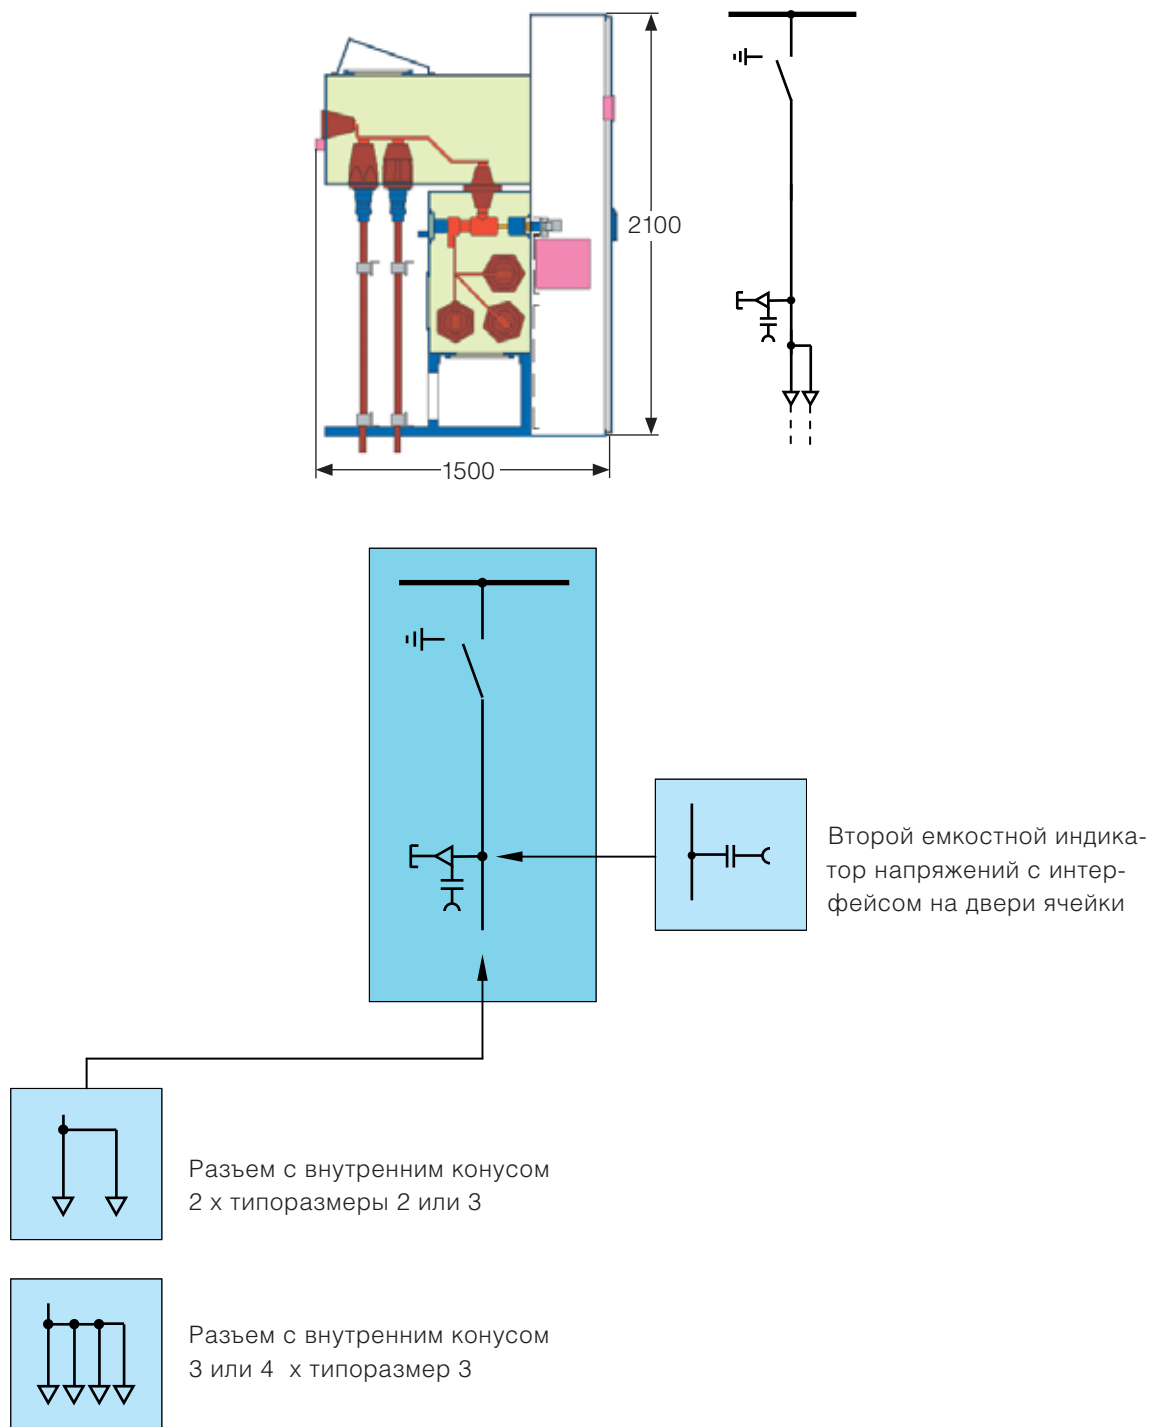 2100
1500
Второй емкостной индика-
тор напряжений с интер-
фейсом на двери ячейки
Разъем с внутренним конусом
2 x типоразмеры 2 или 3
Разъем с внутренним конусом
3 или 4 x типоразмер 3